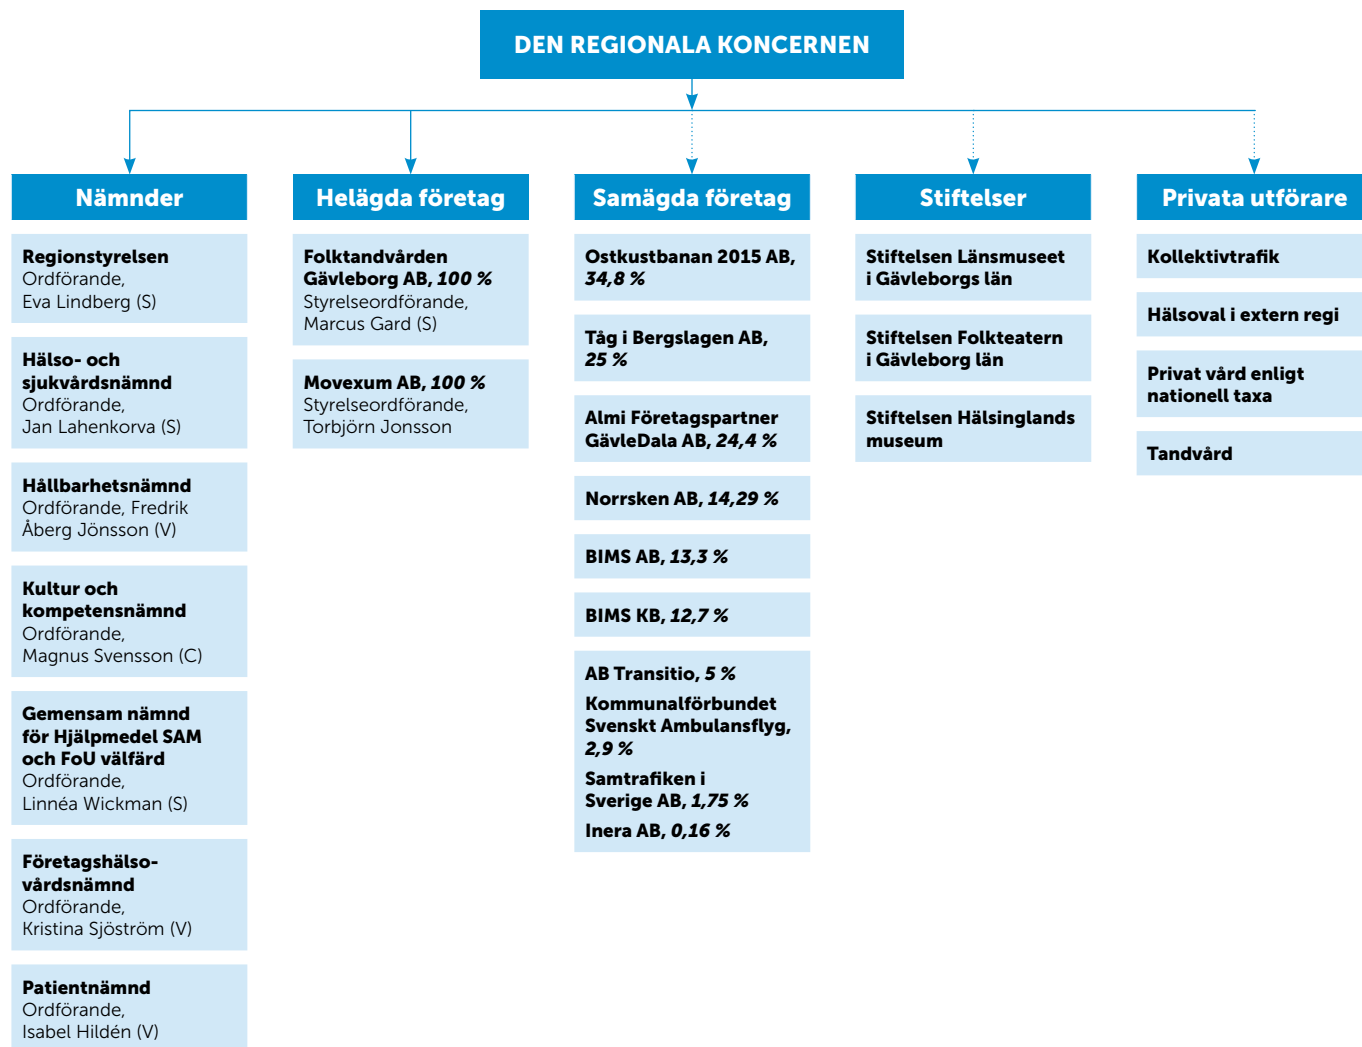 DEN REGIONALA KONCERNEN
Nämnder
Regionstyrelsen
Ordförande,
Eva Lindberg (S)
Hälso- och
sjukvårdsnämnd
Ordförande,
Jan Lahenkorva (S)
Hållbarhetsnämnd
Ordförande, Fredrik
Åberg Jönsson (V)
Kultur och
kompetensnämnd
Ordförande,
Magnus Svensson (C)
Gemensam nämnd
för Hjälpmedel SAM
och FoU välfärd
Ordförande,
Linnéa Wickman (S)
Företagshälso-
vårdsnämnd
Ordförande,
Kristina Sjöström (V)
Patientnämnd
Ordförande,
Isabel Hildén (V)
Helägda företag
Folktandvården
Gävleborg AB, 100 %
Styrelseordförande,
Marcus Gard (S)
Movexum AB, 100 %
Styrelseordförande,
Torbjörn Jonsson
Samägda företag
Ostkustbanan 2015 AB,
34,8 %
Tåg i Bergslagen AB,
25 %
Almi Företagspartner
GävleDala AB, 24,4 %
Norrsken AB, 14,29 %
BIMS AB, 13,3 %
BIMS KB, 12,7 %
AB Transitio, 5 %
Kommunalförbundet
Svenskt Ambulansflyg,
2,9 %
Samtrafiken i
Sverige AB, 1,75 %
Inera AB, 0,16 %
Stiftelser
Stiftelsen Länsmuseet
i Gävleborgs län
Stiftelsen Folkteatern
i Gävleborg län
Stiftelsen Hälsinglands
museum
Privata utförare
Kollektivtrafik
Hälsoval i extern regi
Privat vård enligt
nationell taxa
Tandvård